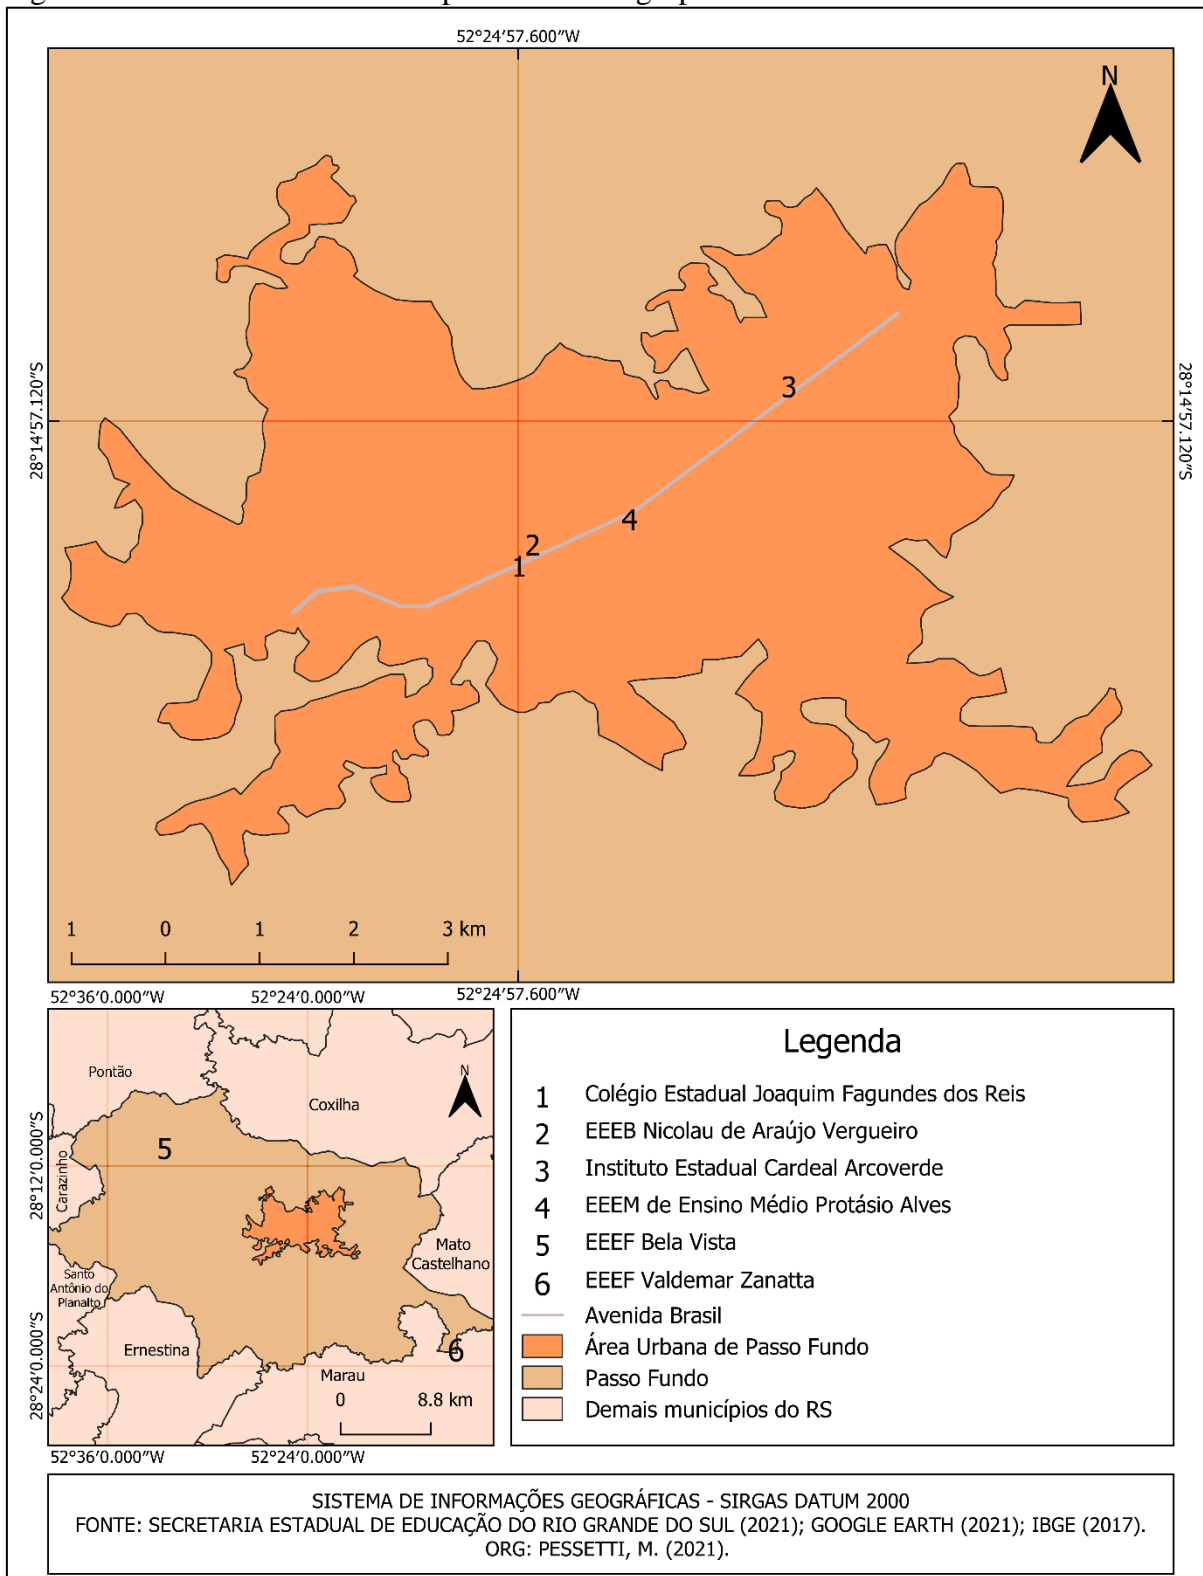 52°24'57.600"W
N
28°14'57.120"S
28°14'57.120"S
3
4
2
1
1 0 1 2 3 km
52°24'57.600"W
52°36'0.000"W 52°24'0.000"W
Pontão
N
Coxilha
5
28°12'0.000"S
Carazinho
Mato
Castelhano
Santo
Antônio do
Planalto
Ernestina
6
28°24'0.000"S
Marau
0 8.8 km
52°36'0.000"W 52°24'0.000"W
Legenda
1 Colégio Estadual Joaquim Fagundes dos Reis
2 EEEB Nicolau de Araújo Vergueiro
3 Instituto Estadual Cardeal Arcoverde
4 EEEM de Ensino Médio Protásio Alves
5 EEEF Bela Vista
6 EEEF Valdemar Zanatta
Avenida Brasil
Área Urbana de Passo Fundo
Passo Fundo
Demais municípios do RS
SISTEMA DE INFORMAÇÕES GEOGRÁFICAS - SIRGAS DATUM 2000
FONTE: SECRETARIA ESTADUAL DE EDUCAÇÃO DO RIO GRANDE DO SUL (2021); GOOGLE EARTH (2021); IBGE (2017).
ORG: PESSETTI, M. (2021).